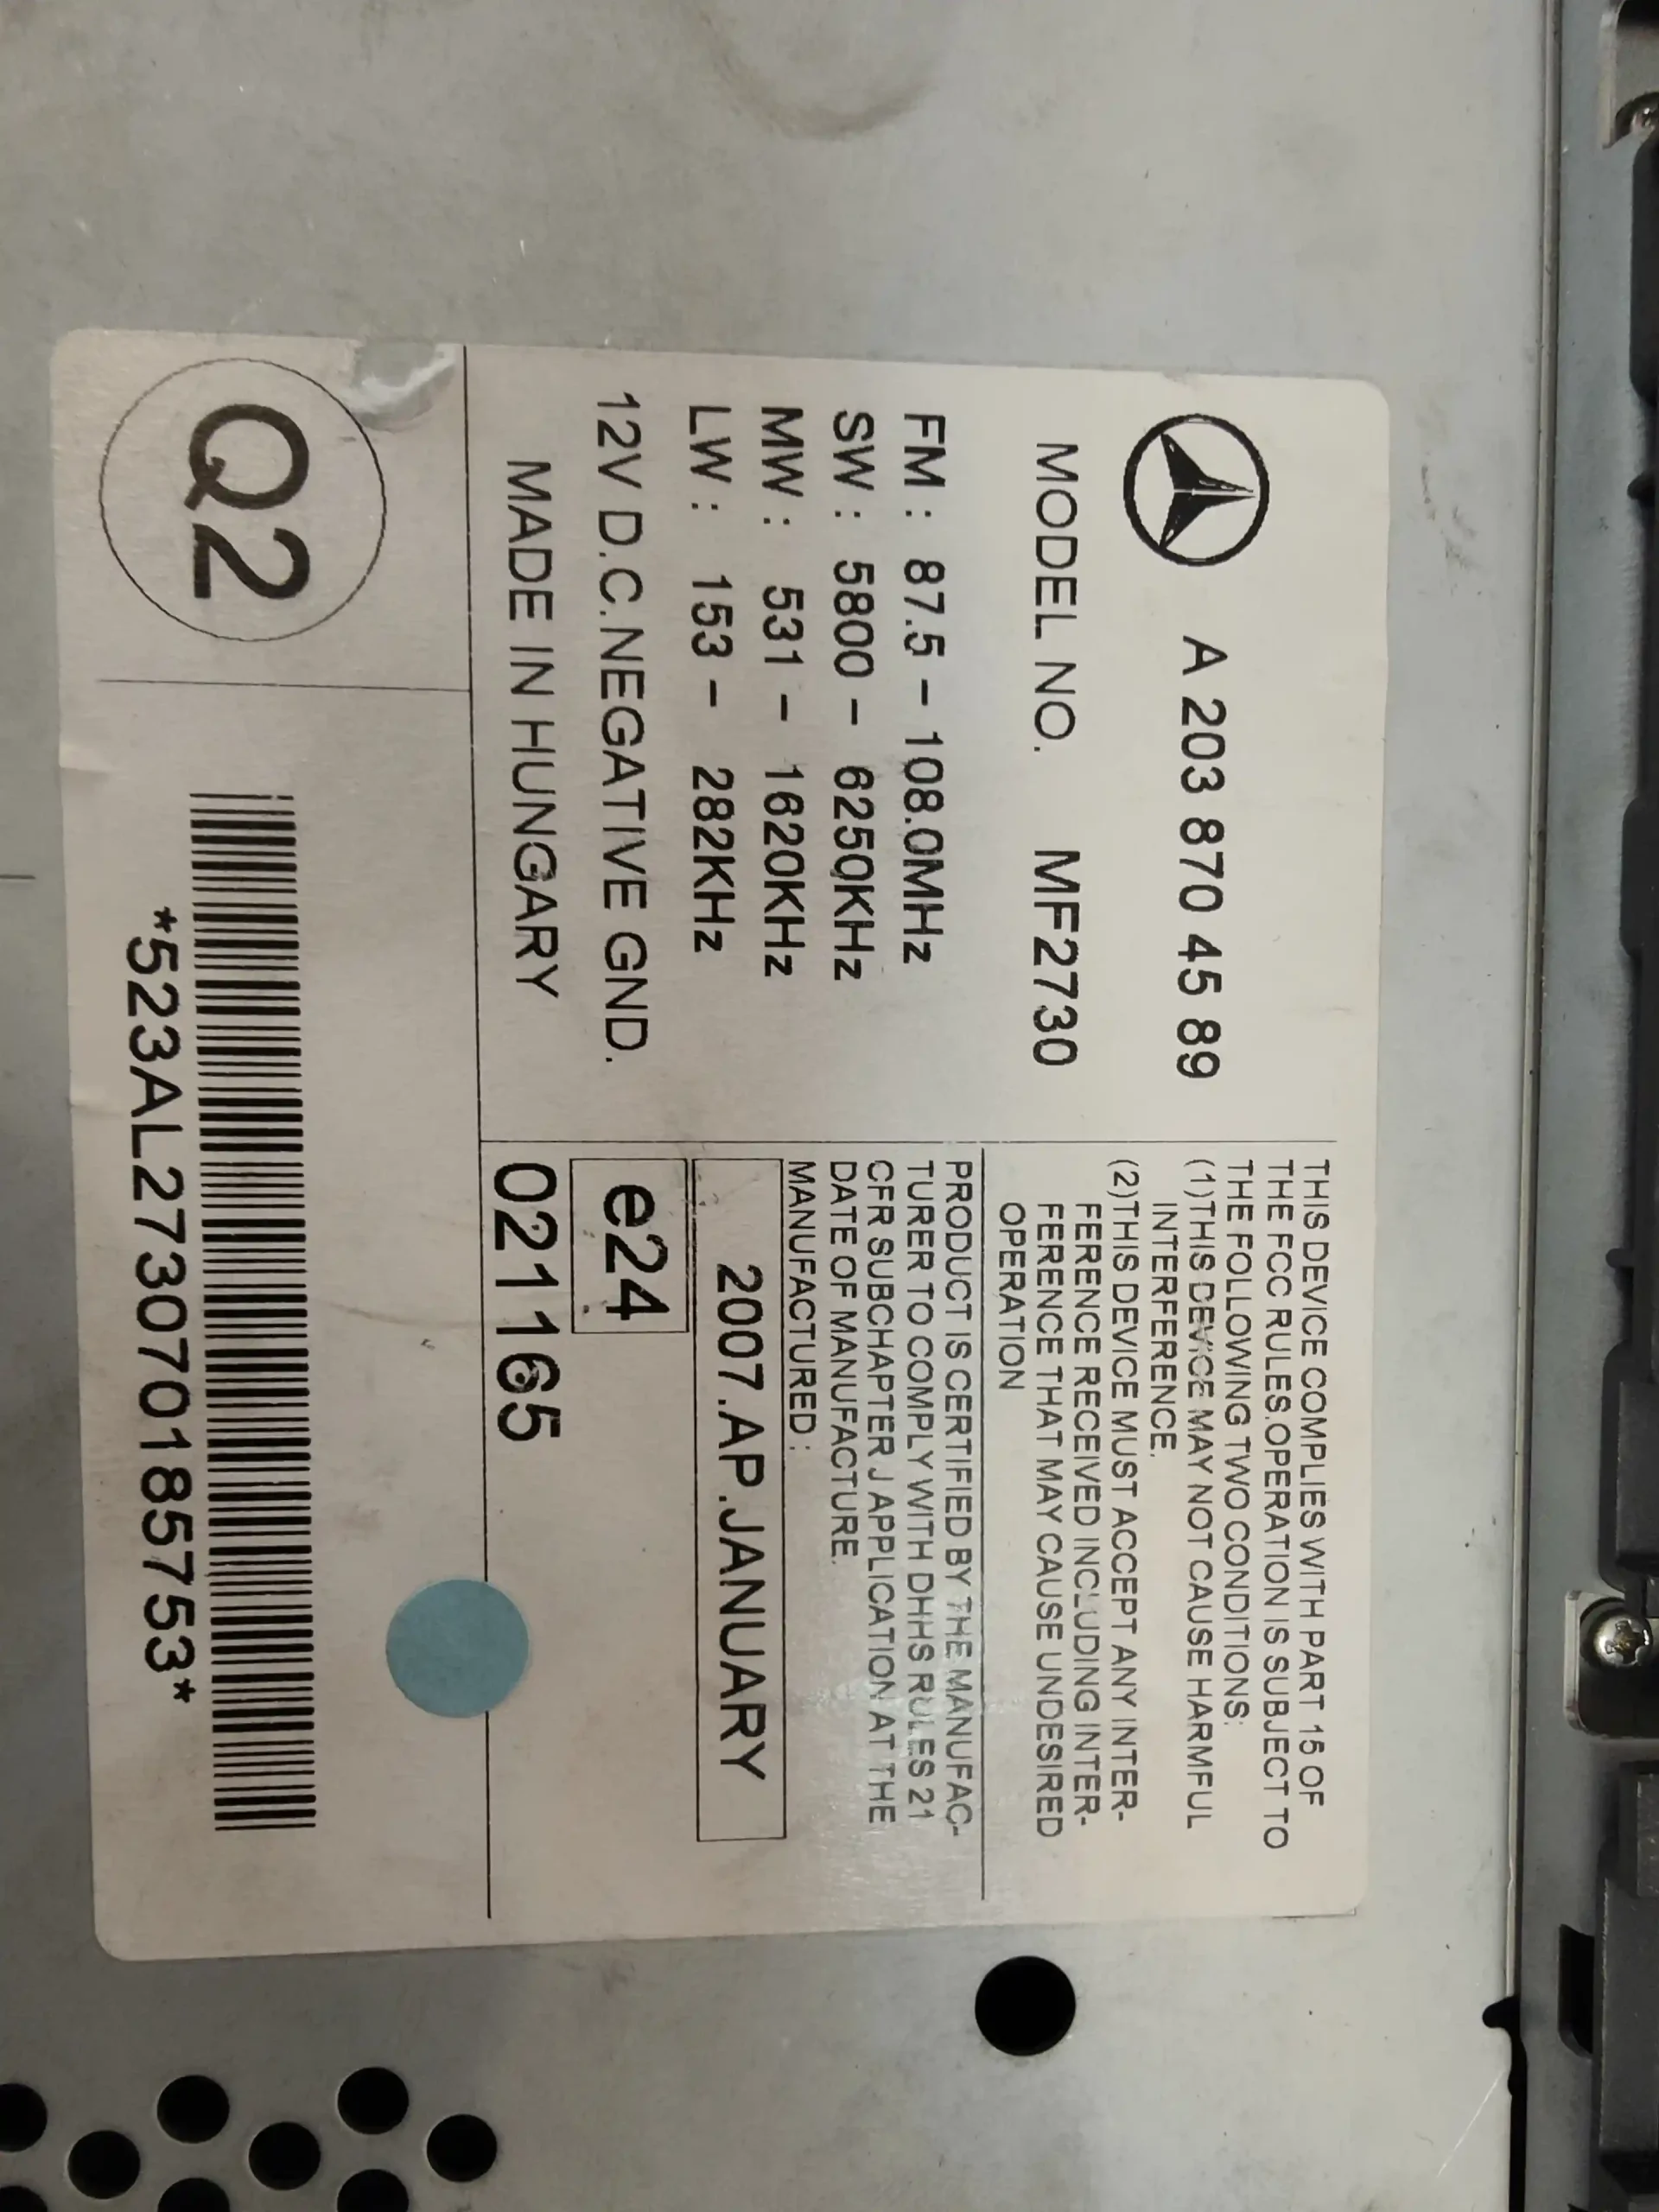 A 203 870 45 89
MODEL NO. MF2730
FM : 87.5 – 108.0MHz
SW : 5800 – 6250KHz
MW : 531 – 1620KHz
LW : 153 – 282KHz
12V D.C.NEGATIVE GND.
MADE IN HUNGARY
THIS DEVICE COMPLIES WITH PART 15 OF
THE FCC RULES.OPERATION IS SUBJECT TO
THE FOLLOWING TWO CONDITIONS:
(1)THIS DEVICE MAY NOT CAUSE HARMFUL
INTERFERENCE.
(2)THIS DEVICE MUST ACCEPT ANY INTER-
FERENCE RECEIVED INCLUDING INTER-
FERENCE THAT MAY CAUSE UNDESIRED
OPERATION
PRODUCT IS CERTIFIED BY THE MANUFAC-
TURER TO COMPLY WITH DHHS RULES 21
CFR SUBCHAPTER J APPLICATION AT THE
DATE OF MANUFACTURE.
MANUFACTURED :
2007.AP.JANUARY
e24
021165
Q2
*523AL273070185753*